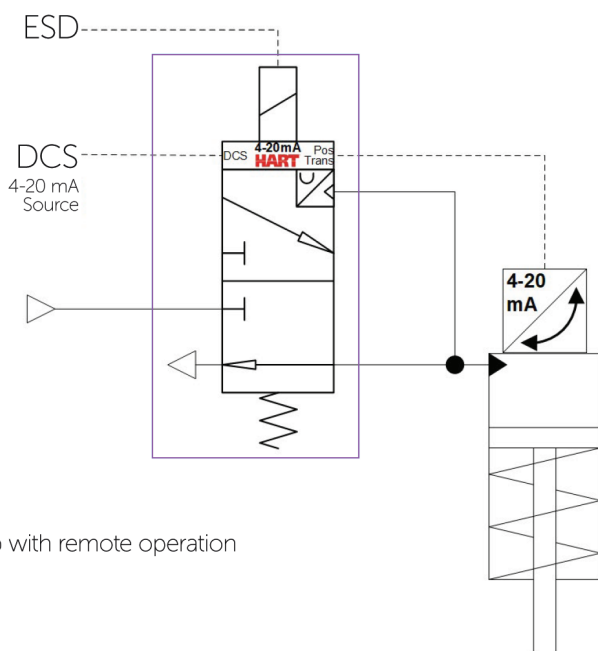 ESD
DCS
4-20 mA
Source
DCS
4-20mA
HART
Pos
Trans
4-20
mA
with remote operation